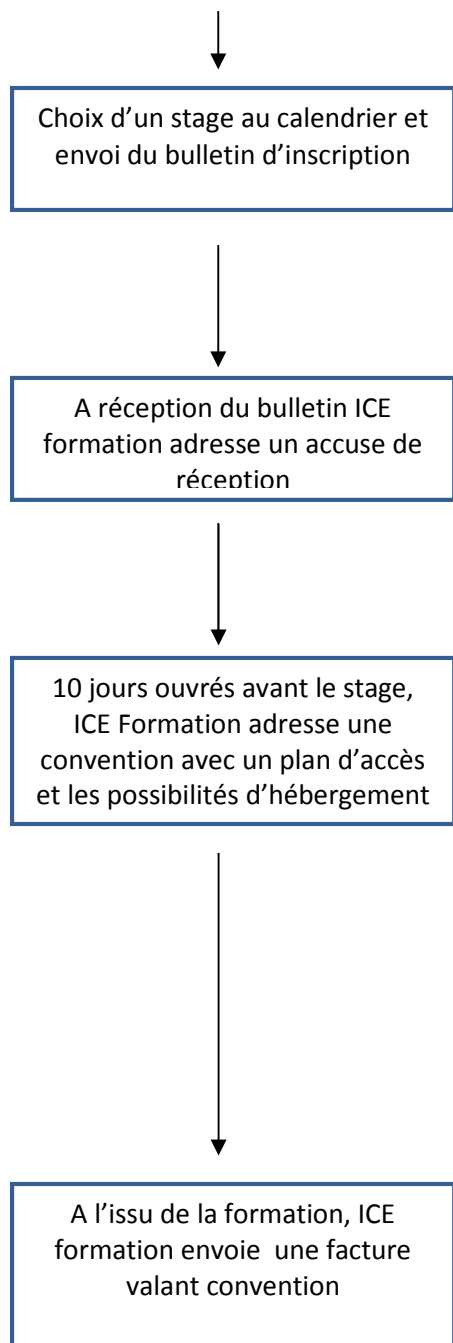 Choix d’un stage au calendrier et
envoi du bulletin d’inscription
A réception du bulletin ICE
formation adresse un accuse de
réception
10 jours ouvrés avant le stage,
ICE Formation adresse une
convention avec un plan d’accès
et les possibilités d’hébergement
A l’issu de la formation, ICE
formation envoie  une facture
valant convention